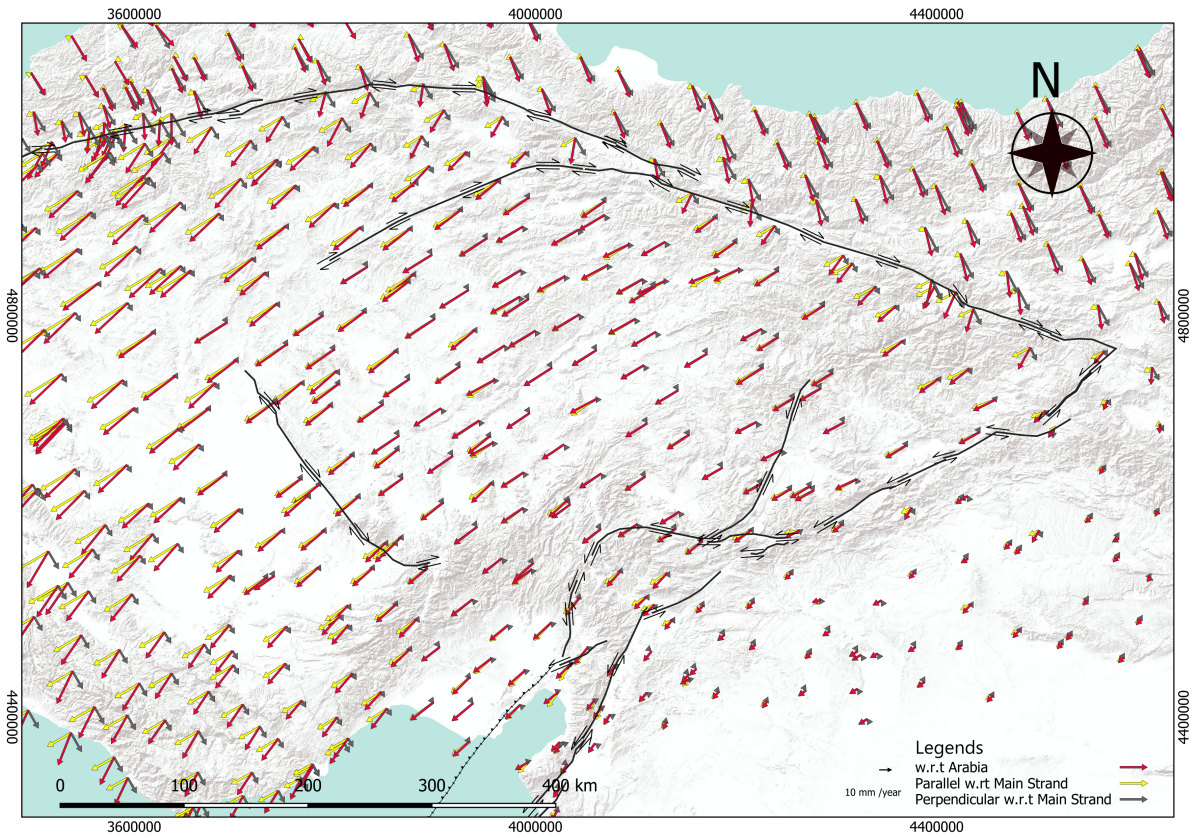 3600000 4000000 4400000
N
4800000 4800000
4400000 4400000
Legends
w.r.t Arabia
Parallel w.rt Main Strand
10 mm /year
Perpendicular w.r.t Main Strand
0 100 200 300 400 km
3600000 4000000 4400000